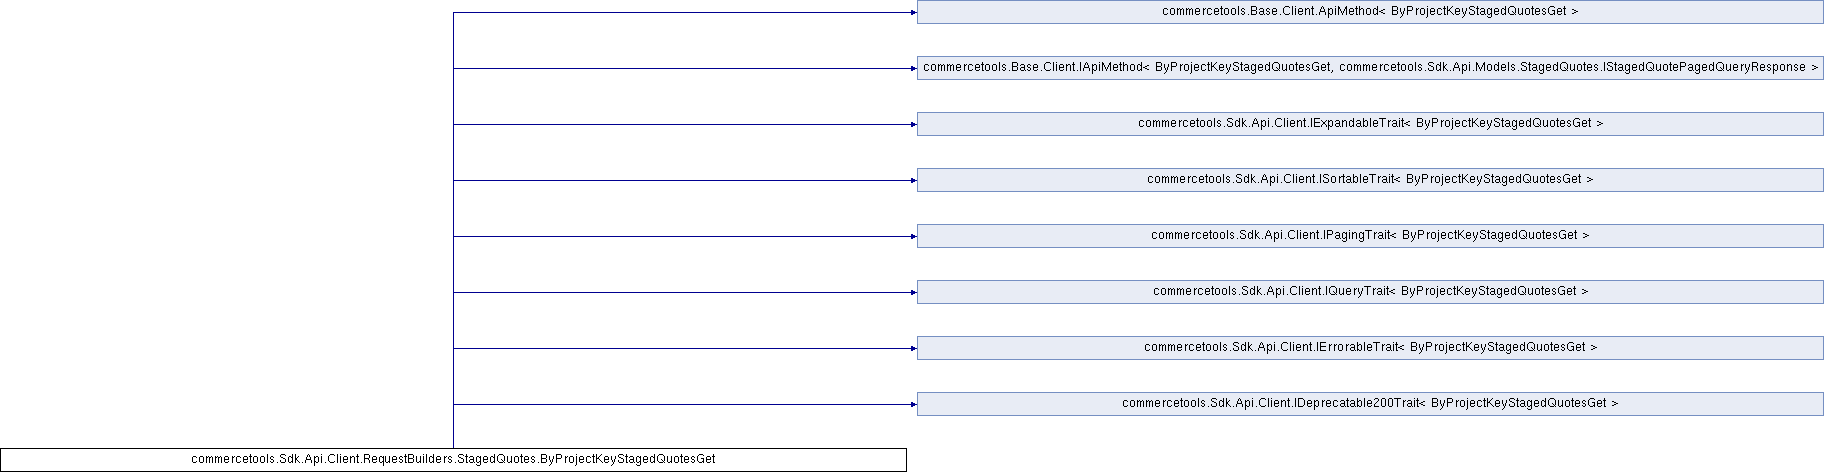 commercetools.Base.Client.ApiMethod< ByProjectKeyStagedQuotesGet >
commercetools.Base.Client.IApiMethod< ByProjectKeyStagedQuotesGet, commercetools.Sdk.Api.Models.StagedQuotes.IStagedQuotePagedQueryResponse >
commercetools.Sdk.Api.Client.IExpandableTrait< ByProjectKeyStagedQuotesGet >
commercetools.Sdk.Api.Client.ISortableTrait< ByProjectKeyStagedQuotesGet >
commercetools.Sdk.Api.Client.IPagingTrait< ByProjectKeyStagedQuotesGet >
commercetools.Sdk.Api.Client.IQueryTrait< ByProjectKeyStagedQuotesGet >
commercetools.Sdk.Api.Client.IErrorableTrait< ByProjectKeyStagedQuotesGet >
commercetools.Sdk.Api.Client.IDeprecatable200Trait< ByProjectKeyStagedQuotesGet >
commercetools.Sdk.Api.Client.RequestBuilders.StagedQuotes.ByProjectKeyStagedQuotesGet